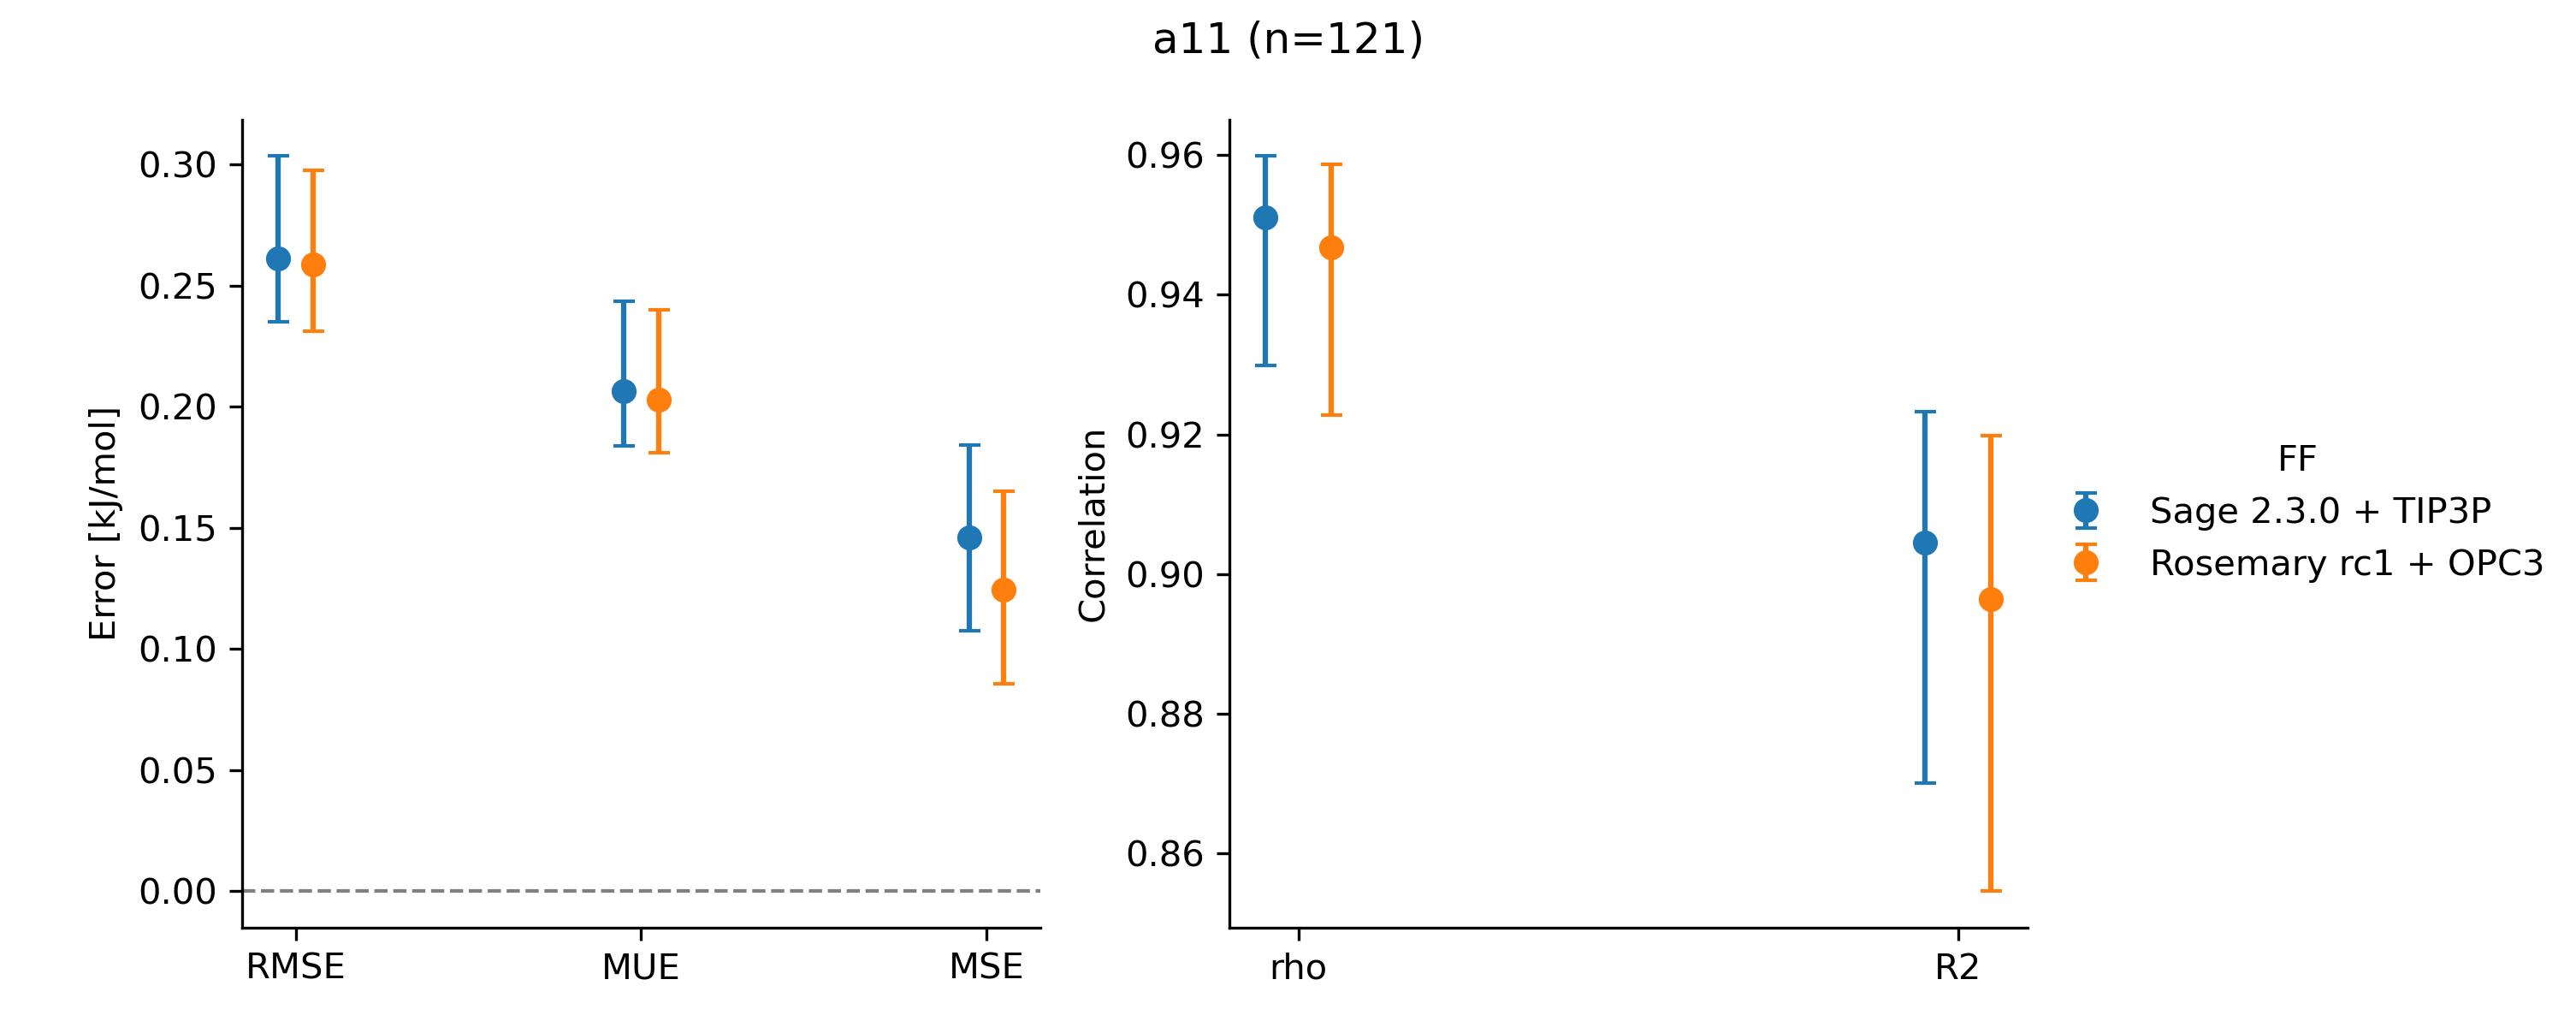 a11 (n=121)
Error [kJ/mol]
0.30
0.25
0.20
0.15
0.10
0.05
0.00
RMSE
MUE
MSE
Correlation
0.96
0.94
0.92
0.90
0.88
0.86
rho
R2
FF
Sage 2.3.0 + TIP3P
Rosemary rc1 + OPC3